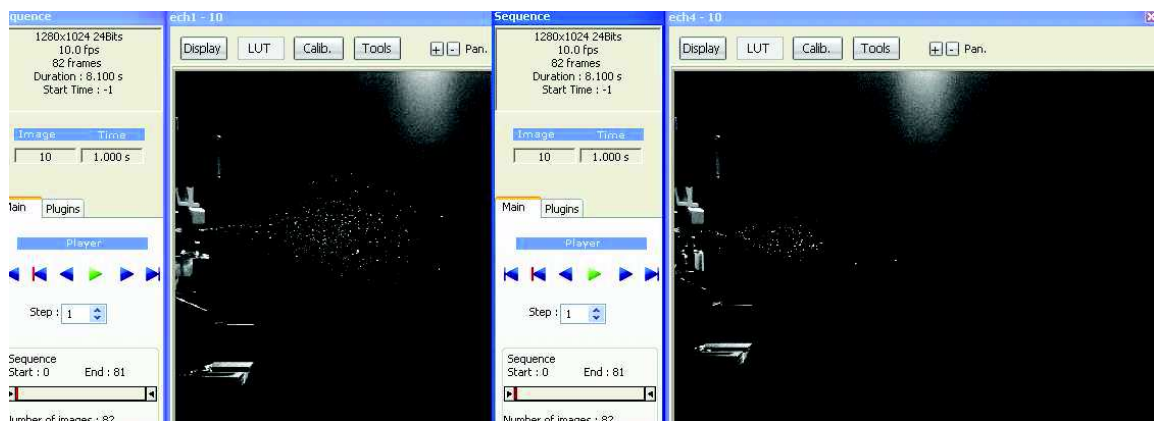 equence
1280x1024 24Bits
10.0 fps
82 frames
Duration : 8.100 s
Start Time : -1
Image Time
10 1.000 s
Main Plugins
Player
Step : 1
Sequence
Start : 0 End : 81
Number of images : 82
ech1 - 10
Display LUT Calib. Tools + - Pan.
Sequence
1280x1024 24Bits
10.0 fps
82 frames
Duration : 8.100 s
Start Time : -1
Image Time
10 1.000 s
Main Plugins
Player
Step : 1
Sequence
Start : 0 End : 81
Number of images : 82
ech4 - 10
Display LUT Calib. Tools + - Pan.